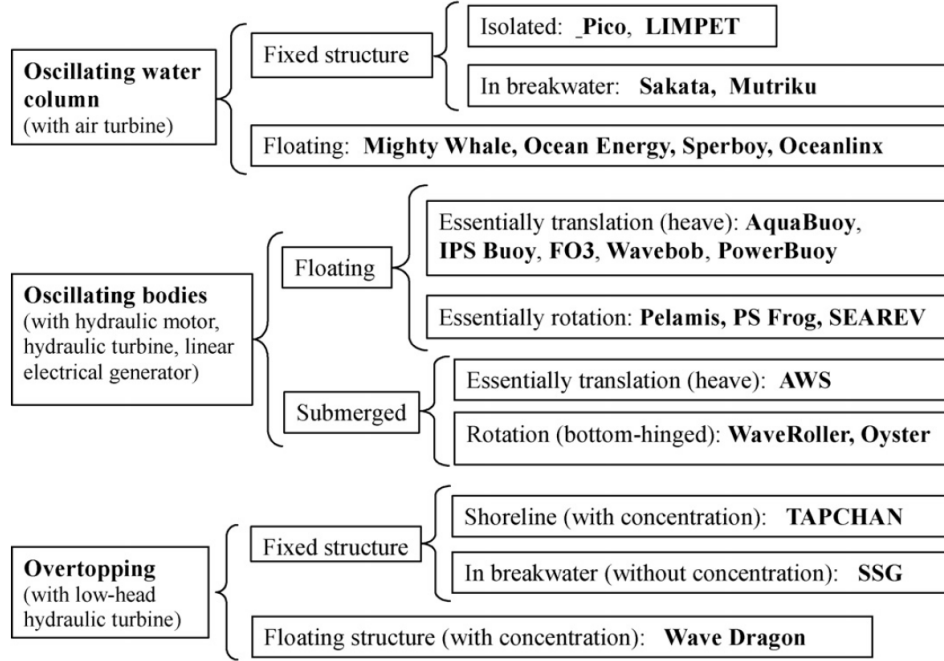 Oscillating water
column
(with air turbine)
Fixed structure
Isolated: _Pico, LIMPET
In breakwater: Sakata, Mutriku
Floating: Mighty Whale, Ocean Energy, Sperboy, Oceanlinx
Oscillating bodies
(with hydraulic motor,
hydraulic turbine, linear
electrical generator)
Floating
Essentially translation (heave): AquaBuoy,
IPS Buoy, FO3, Wavebob, PowerBuoy
Essentially rotation: Pelamis, PS Frog, SEAREV
Submerged
Essentially translation (heave): AWS
Rotation (bottom-hinged): WaveRoller, Oyster
Overtopping
(with low-head
hydraulic turbine)
Fixed structure
Shoreline (with concentration): TAPCHAN
In breakwater (without concentration): SSG
Floating structure (with concentration): Wave Dragon